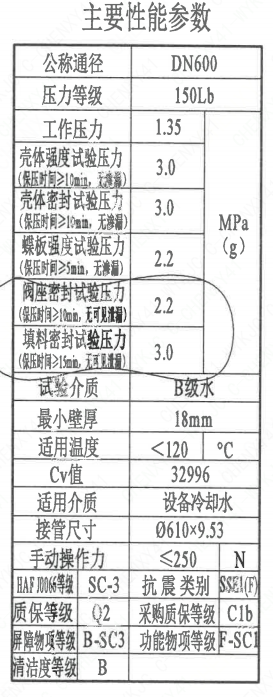 主要性能参数
公称通径 DN600
压力等级 150Lb
工作压力 1.35
壳体强度试验压力
(保压时间≥10min, 无渗漏) 3.0
壳体密封试验压力
(保压时间≥10min, 无渗漏) 3.0
MPa
(g)
蝶板强度试验压力
(保压时间≥5min, 无渗漏) 2.2
阀座密封试验压力
(保压时间≥10min, 无可见泄漏) 2.2
填料密封试验压力
(保压时间≥15min, 无可见泄漏) 3.0
试验介质 B级水
最小壁厚 18mm
适用温度 <120 °C
Cv值 32996
适用介质 设备冷却水
接管尺寸 Ø610×9.53
手动操作力 ≤250 N
HAF J0066等级 SC-3 抗震类别 SSE1(F)
质保等级 Q2 采购质保等级 C1b
屏障物项等级 B-SC3 功能物项等级 F-SC1
清洁度等级 B